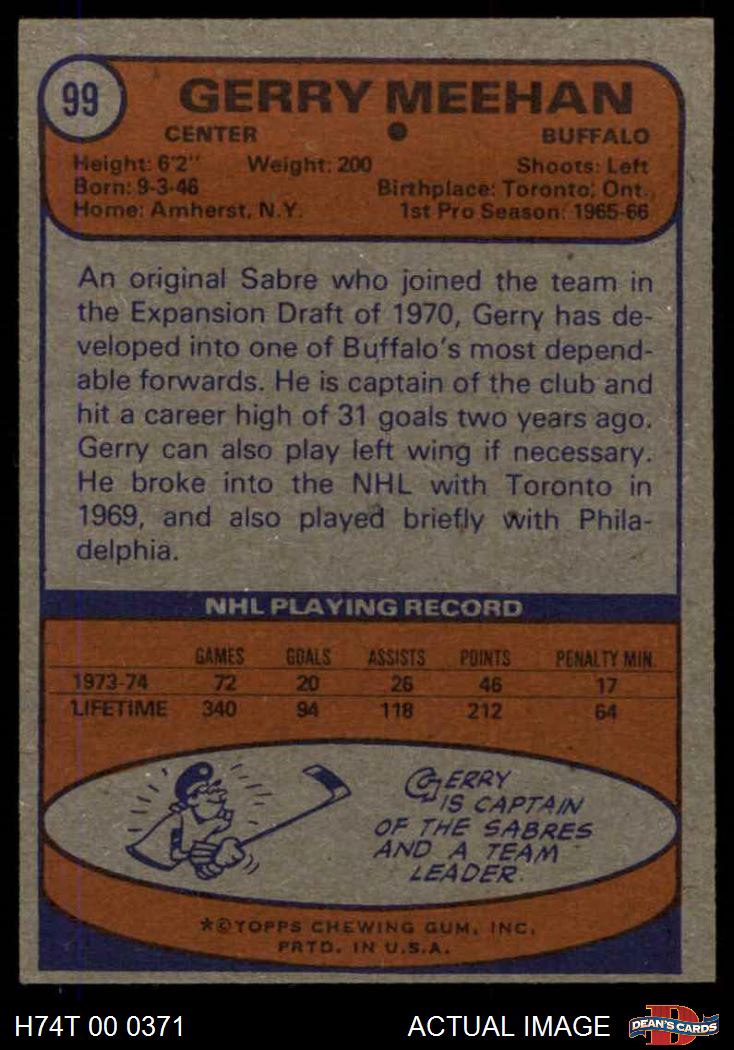 99
GERRY MEEHAN
CENTER BUFFALO
Height: 6'2" Weight: 200 Shoots: Left
Born: 9-3-46 Birthplace: Toronto, Ont.
Home: Amherst, N.Y. 1st Pro Season: 1965-66
An original Sabre who joined the team in
the Expansion Draft of 1970, Gerry has de-
veloped into one of Buffalo's most depend-
able forwards. He is captain of the club and
hit a career high of 31 goals two years ago.
Gerry can also play left wing if necessary.
He broke into the NHL with Toronto in
1969, and also played briefly with Phila-
delphia.
NHL PLAYING RECORD
GAMES GOALS ASSISTS POINTS PENALTY MIN.
1973-74 72 20 26 46 17
LIFETIME 340 94 118 212 64
GERRY
IS CAPTAIN
OF THE SABRES
AND A TEAM
LEADER.
*©TOPPS CHEWING GUM, INC.
PRTD. IN U.S.A.
H74T 00 0371 ACTUAL IMAGE DEAN'S CARDS